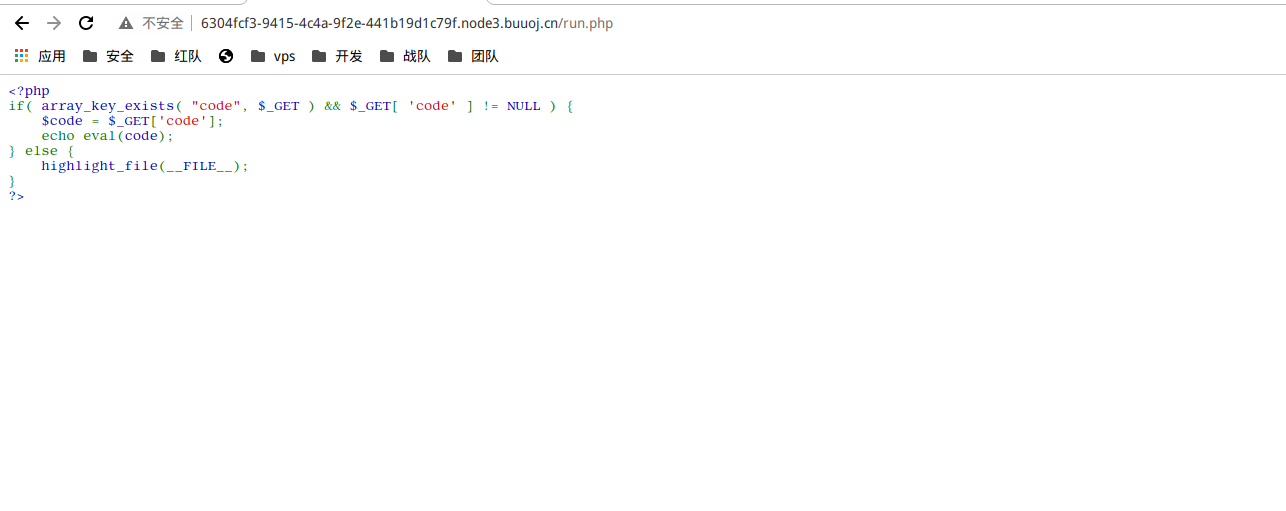 不安全 6304fcf3-9415-4c4a-9f2e-441b19d1c79f.node3.buuoj.cn/run.php
应用 安全 红队 vps 开发 战队 团队
<?php
if( array_key_exists( "code", $_GET ) && $_GET[ 'code' ] != NULL ) {
    $code = $_GET['code'];
    echo eval(code);
} else {
    highlight_file(__FILE__);
}
?>